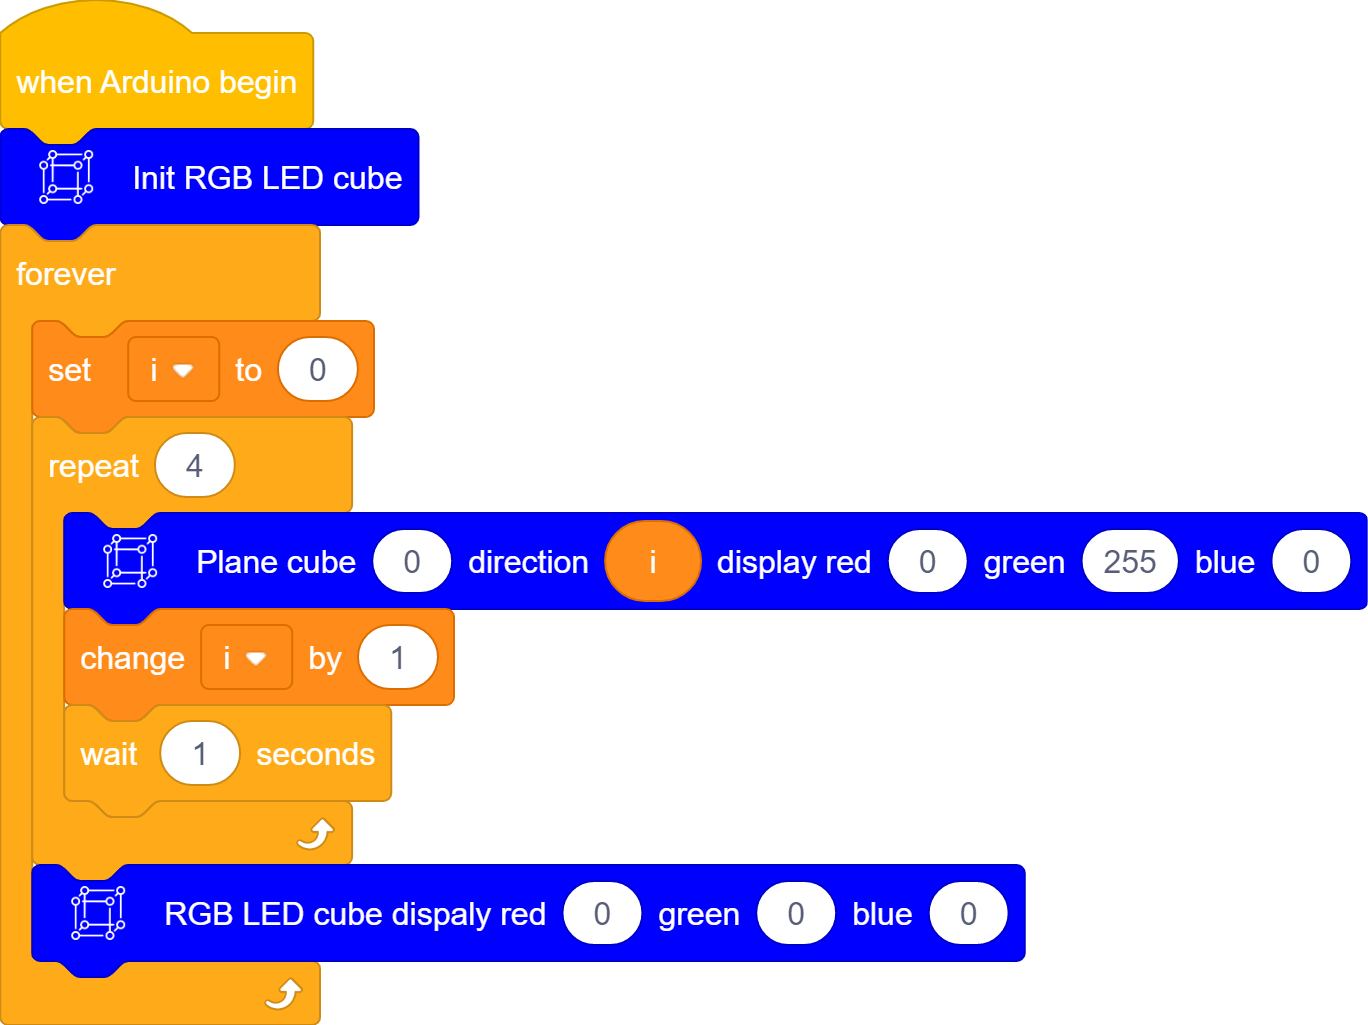 when Arduino begin
Init RGB LED cube
forever
set i to 0
repeat 4
Plane cube 0 direction i display red 0 green 255 blue 0
change i by 1
wait 1 seconds
RGB LED cube dispaly red 0 green 0 blue 0